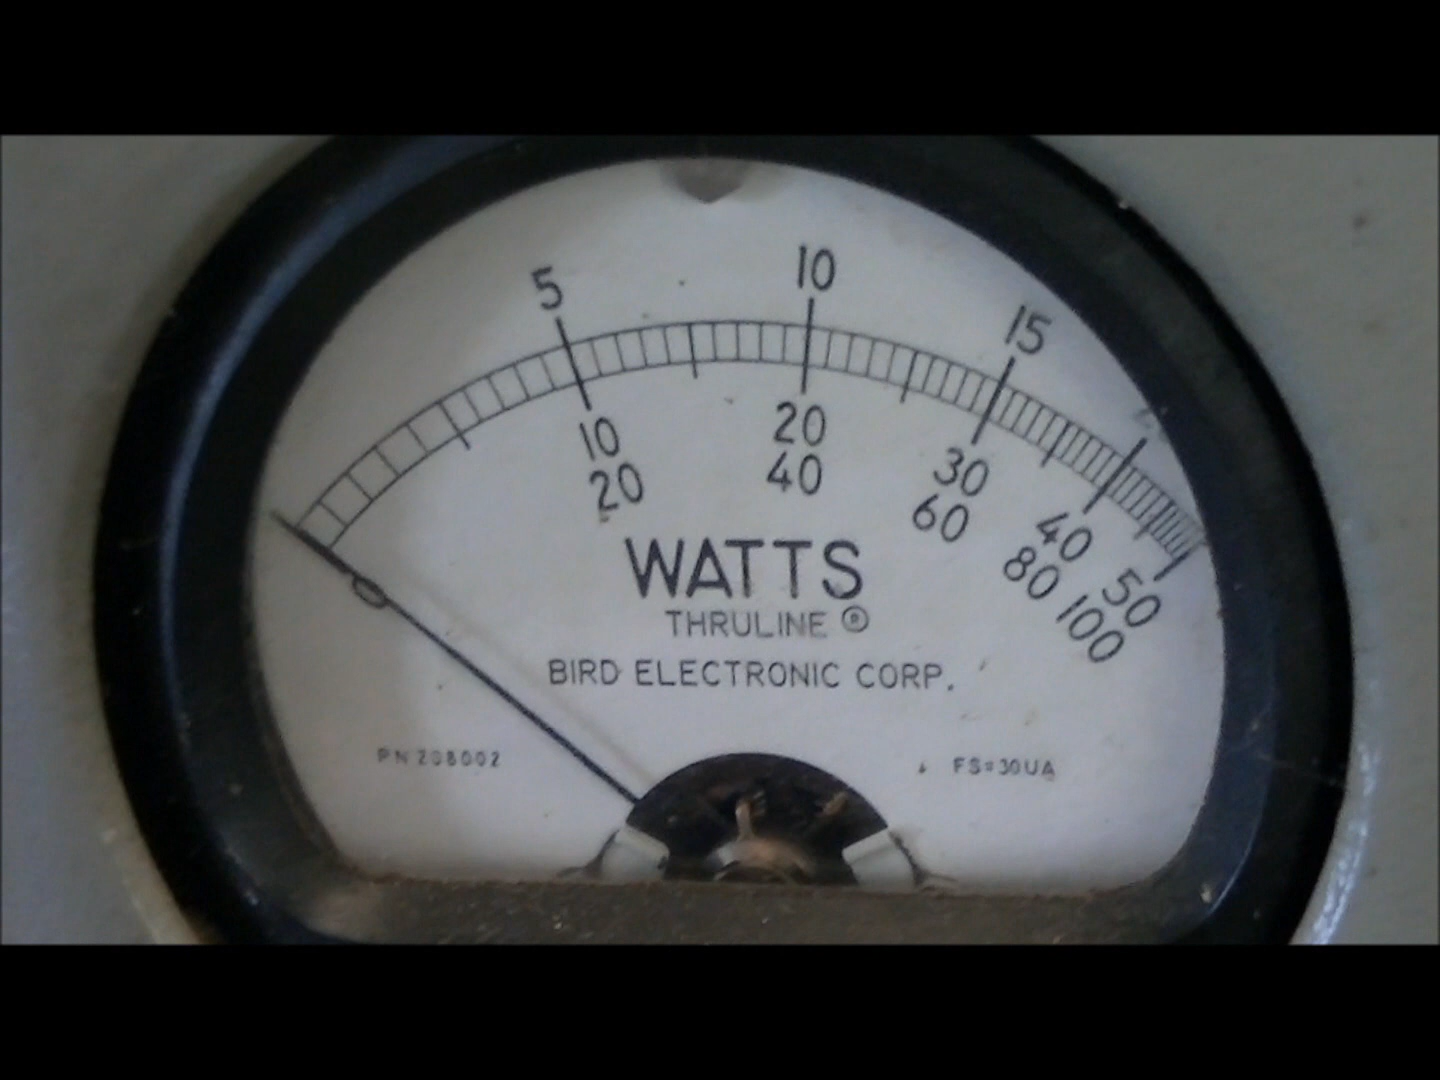 5 10 15
10 20 30 40 50
20 40 60 80 100
WATTS
THRULINE ®
BIRD ELECTRONIC CORP.
PN 208002 FS=30UA